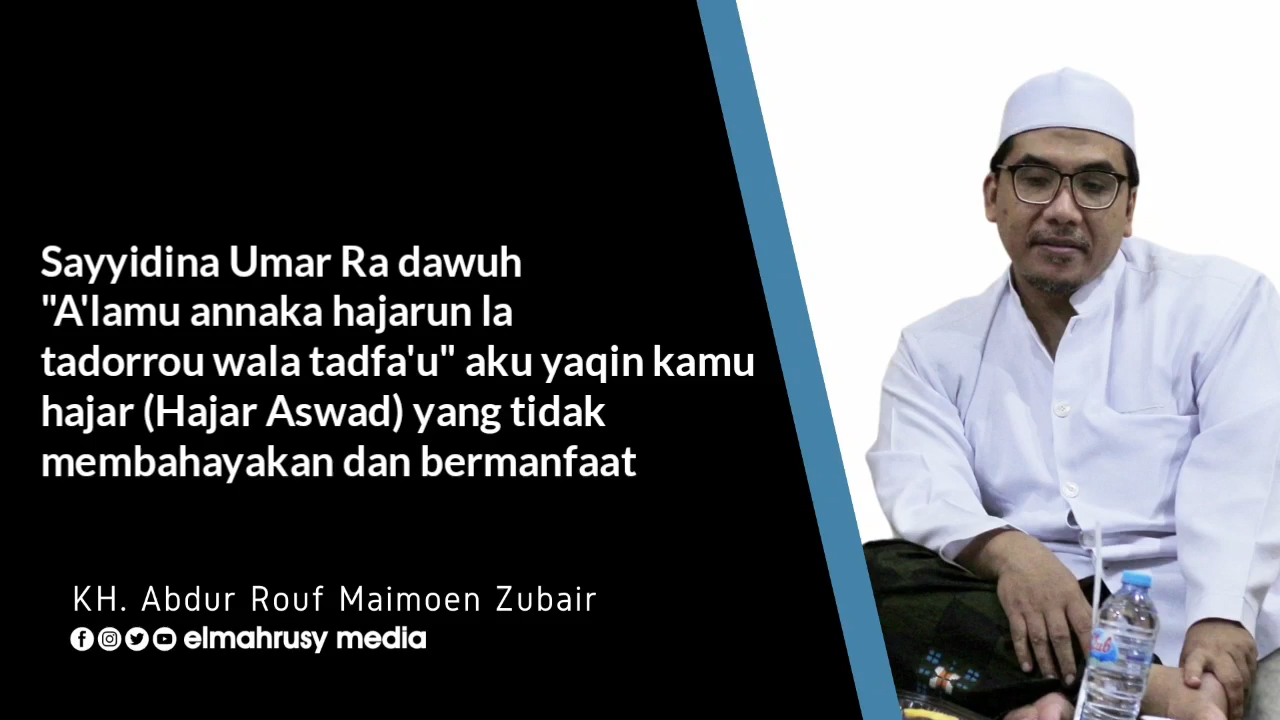 Sayyidina Umar Ra dawuh
"A'lamu annaka hajarun la
tadorrou wala tadfa'u" aku yaqin kamu
hajar (Hajar Aswad) yang tidak
membahayakan dan bermanfaat
KH. Abdur Rouf Maimoen Zubair
elmahrusy media
Club